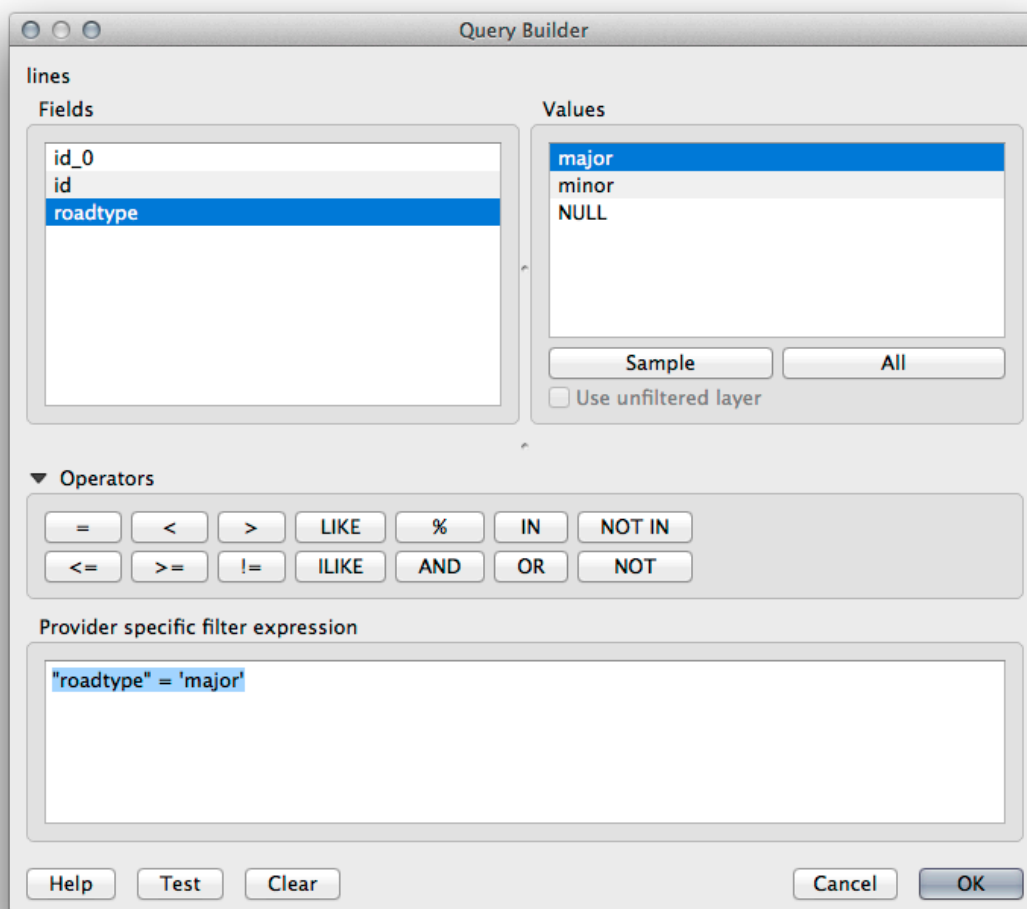 Query Builder
lines
Fields
id_0
id
roadtype
Values
major
minor
NULL
Sample All
Use unfiltered layer
Operators
= < > LIKE % IN NOT IN
<= >= != ILIKE AND OR NOT
Provider specific filter expression
"roadtype" = 'major'
Help Test Clear Cancel OK